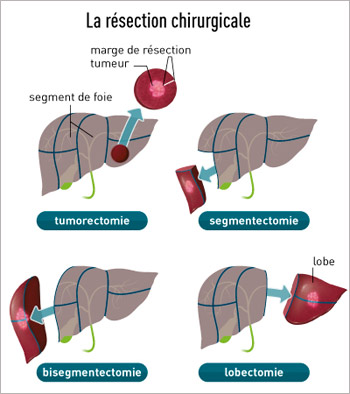 La résection chirurgicale
marge de résection
tumeur
segment de foie
tumorectomie
segmentectomie
lobe
bisegmentectomie
lobectomie